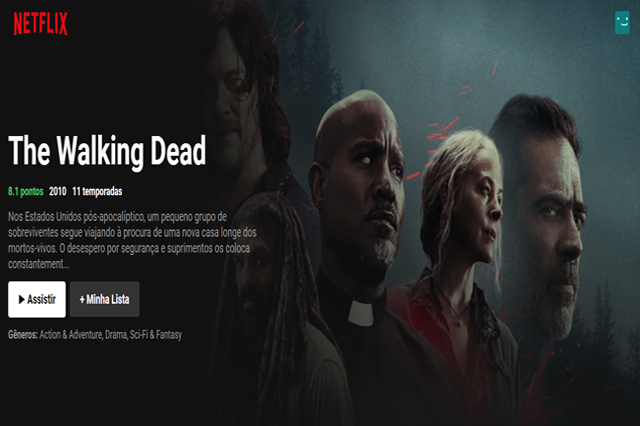 NETFLIX
The Walking Dead
8.1 pontos 2010 11 temporadas
Nos Estados Unidos pós-apocalíptico, um pequeno grupo de
sobreviventes segue viajando à procura de uma nova casa longe dos
mortos-vivos. O desespero por segurança e suprimentos os coloca
constantement...
Assistir + Minha Lista
Gêneros: Action & Adventure, Drama, Sci-Fi & Fantasy